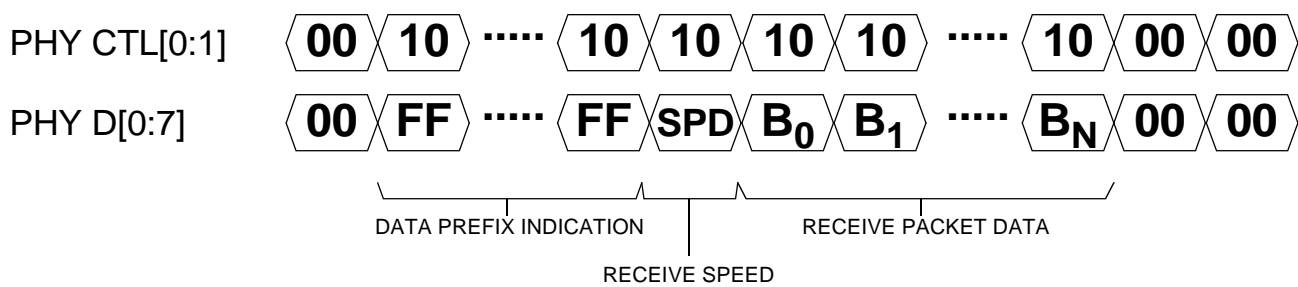 PHY CTL[0:1] 00 10 ..... 10 10 10 10 ..... 10 00 00
PHY D[0:7] 00 FF ..... FF SPD B0 B1 ..... BN 00 00
DATA PREFIX INDICATION RECEIVE PACKET DATA
RECEIVE SPEED